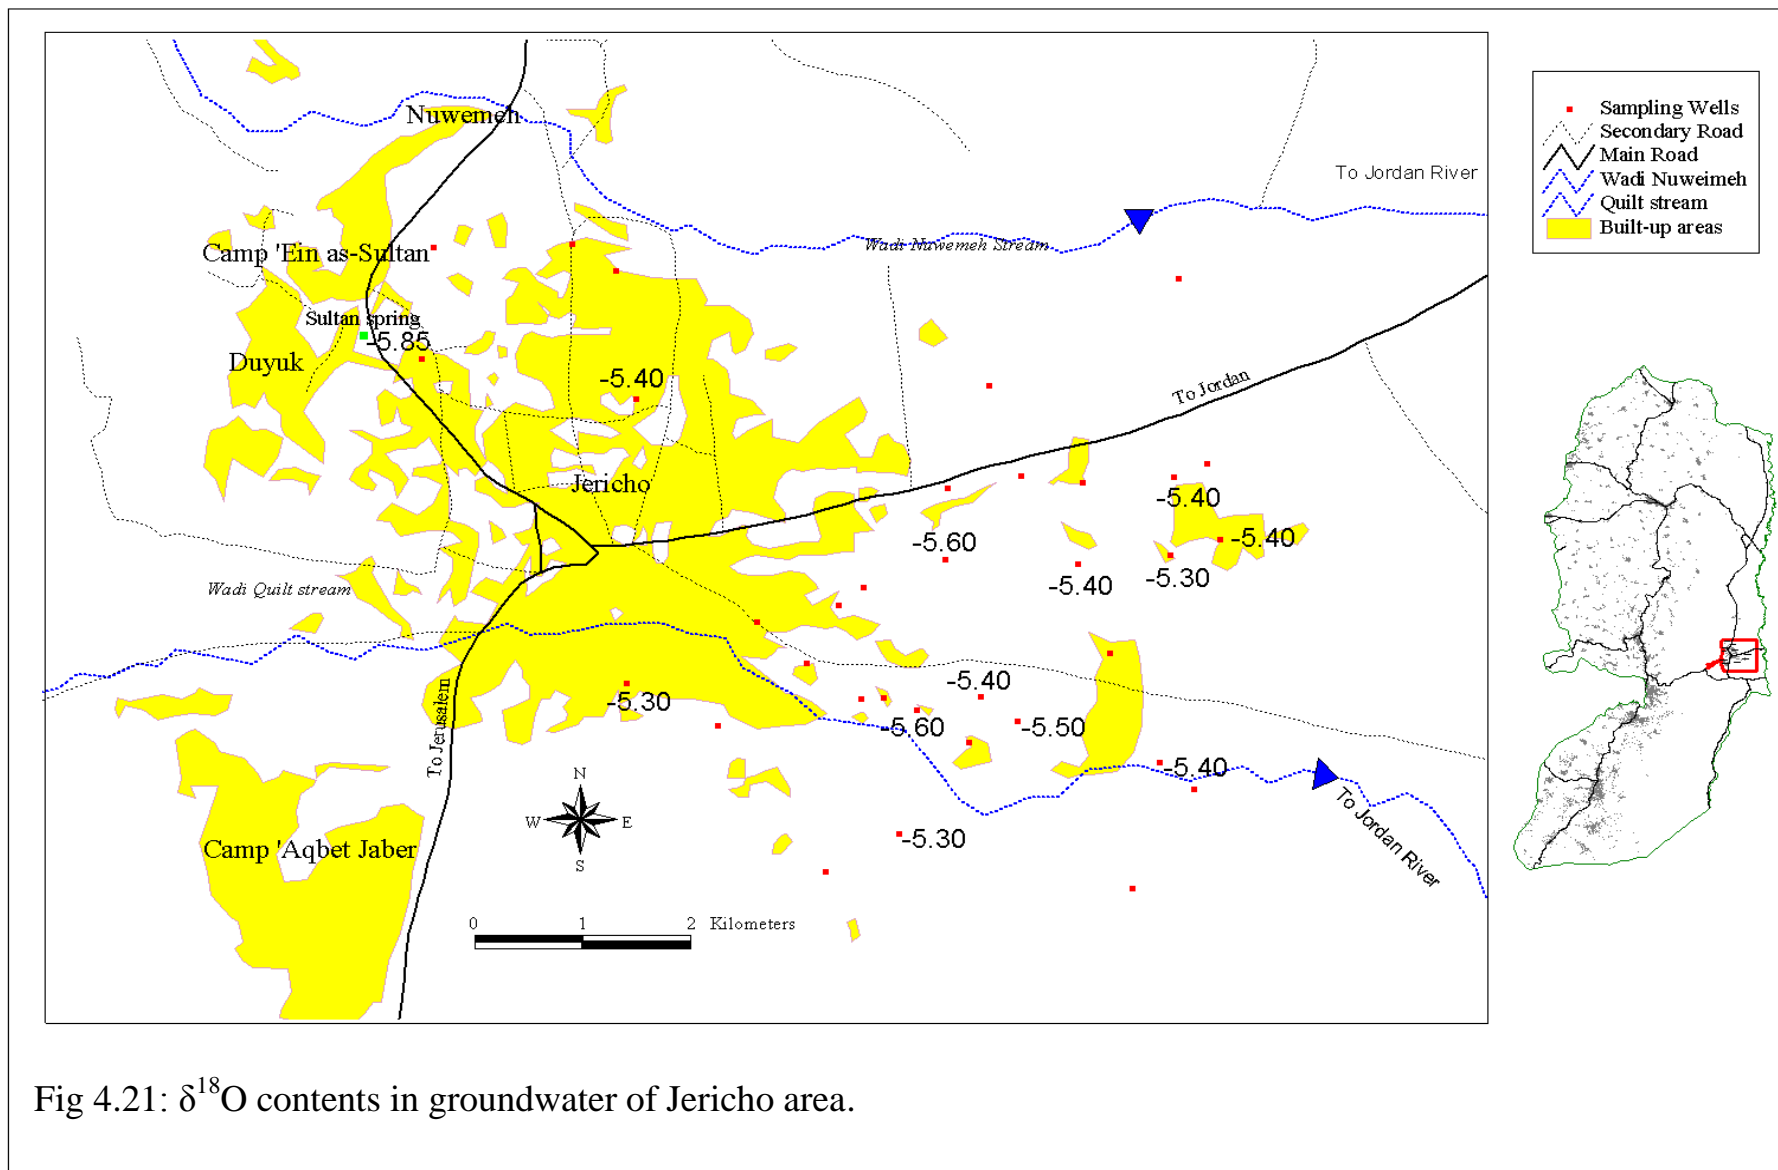 Nuwemeh
Sampling Wells
Secondary Road
Main Road
Wadi Nuweimeh
Quilt stream
Built-up areas
To Jordan River
Wadi Nuwemeh Stream
Camp 'Ein as-Sultan
Sultan spring
-5.85
Duyuk
-5.40
To Jordan
Jericho
-5.40
-5.60
-5.40
-5.40
-5.30
Wadi Quilt stream
-5.40
-5.30
-5.60
-5.50
To Jerusalem
-5.40
N
W
E
S
To Jordan River
-5.30
Camp 'Aqbet Jaber
0 1 2 Kilometers
Fig 4.21: δ¹⁸O contents in groundwater of Jericho area.